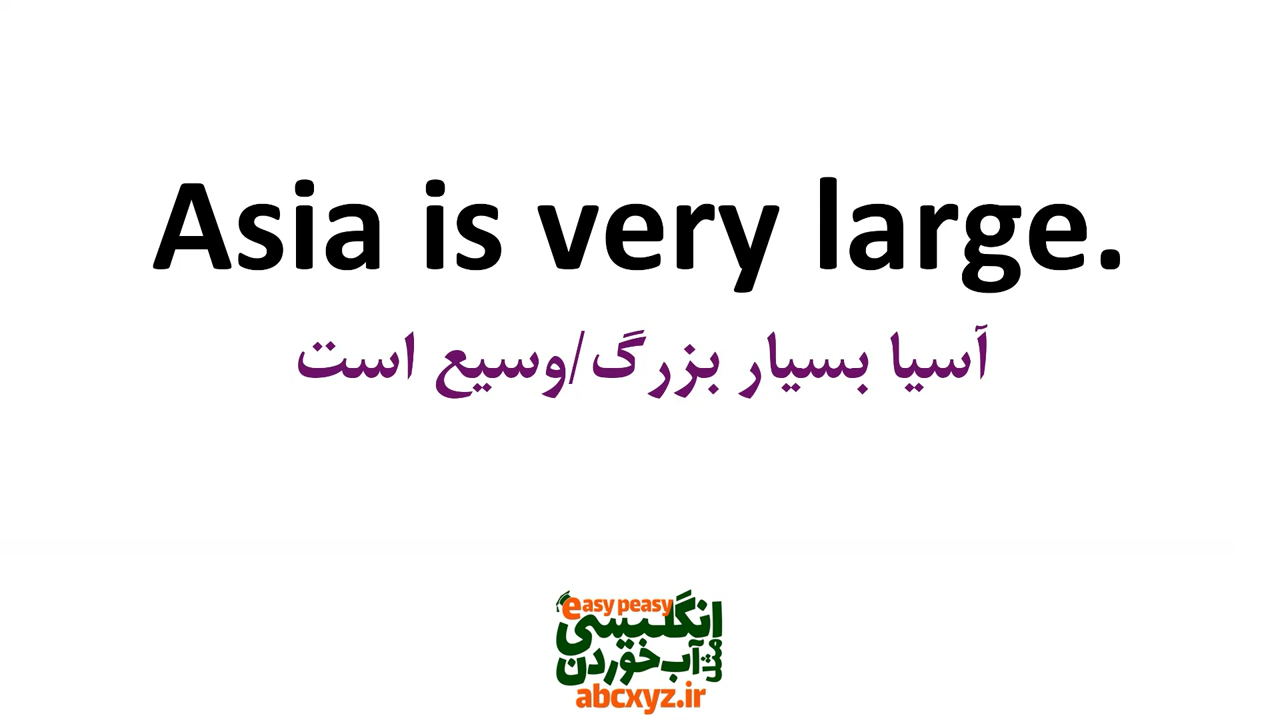 Asia is very large.
آسیا بسیار بزرگ/وسیع است
easy peasy
انگلیسی
مثل آب خوردن
abcxyz.ir